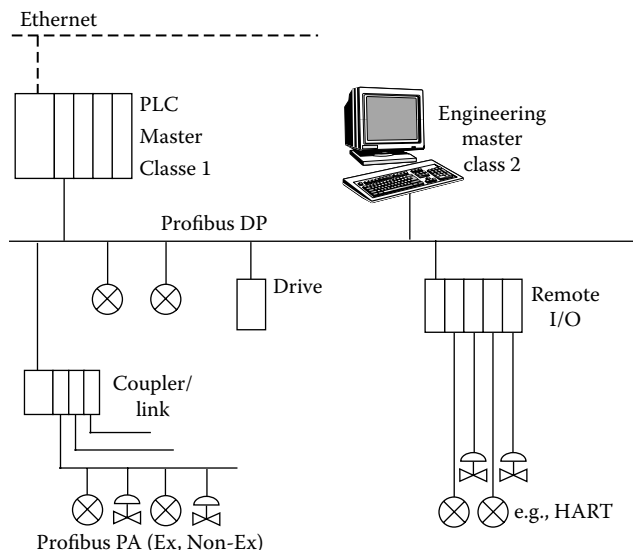 Ethernet
PLC
Master
Classe 1
Engineering
master
class 2
Profibus DP
Drive
Remote
I/O
Coupler/
link
e.g., HART
Profibus PA (Ex, Non-Ex)